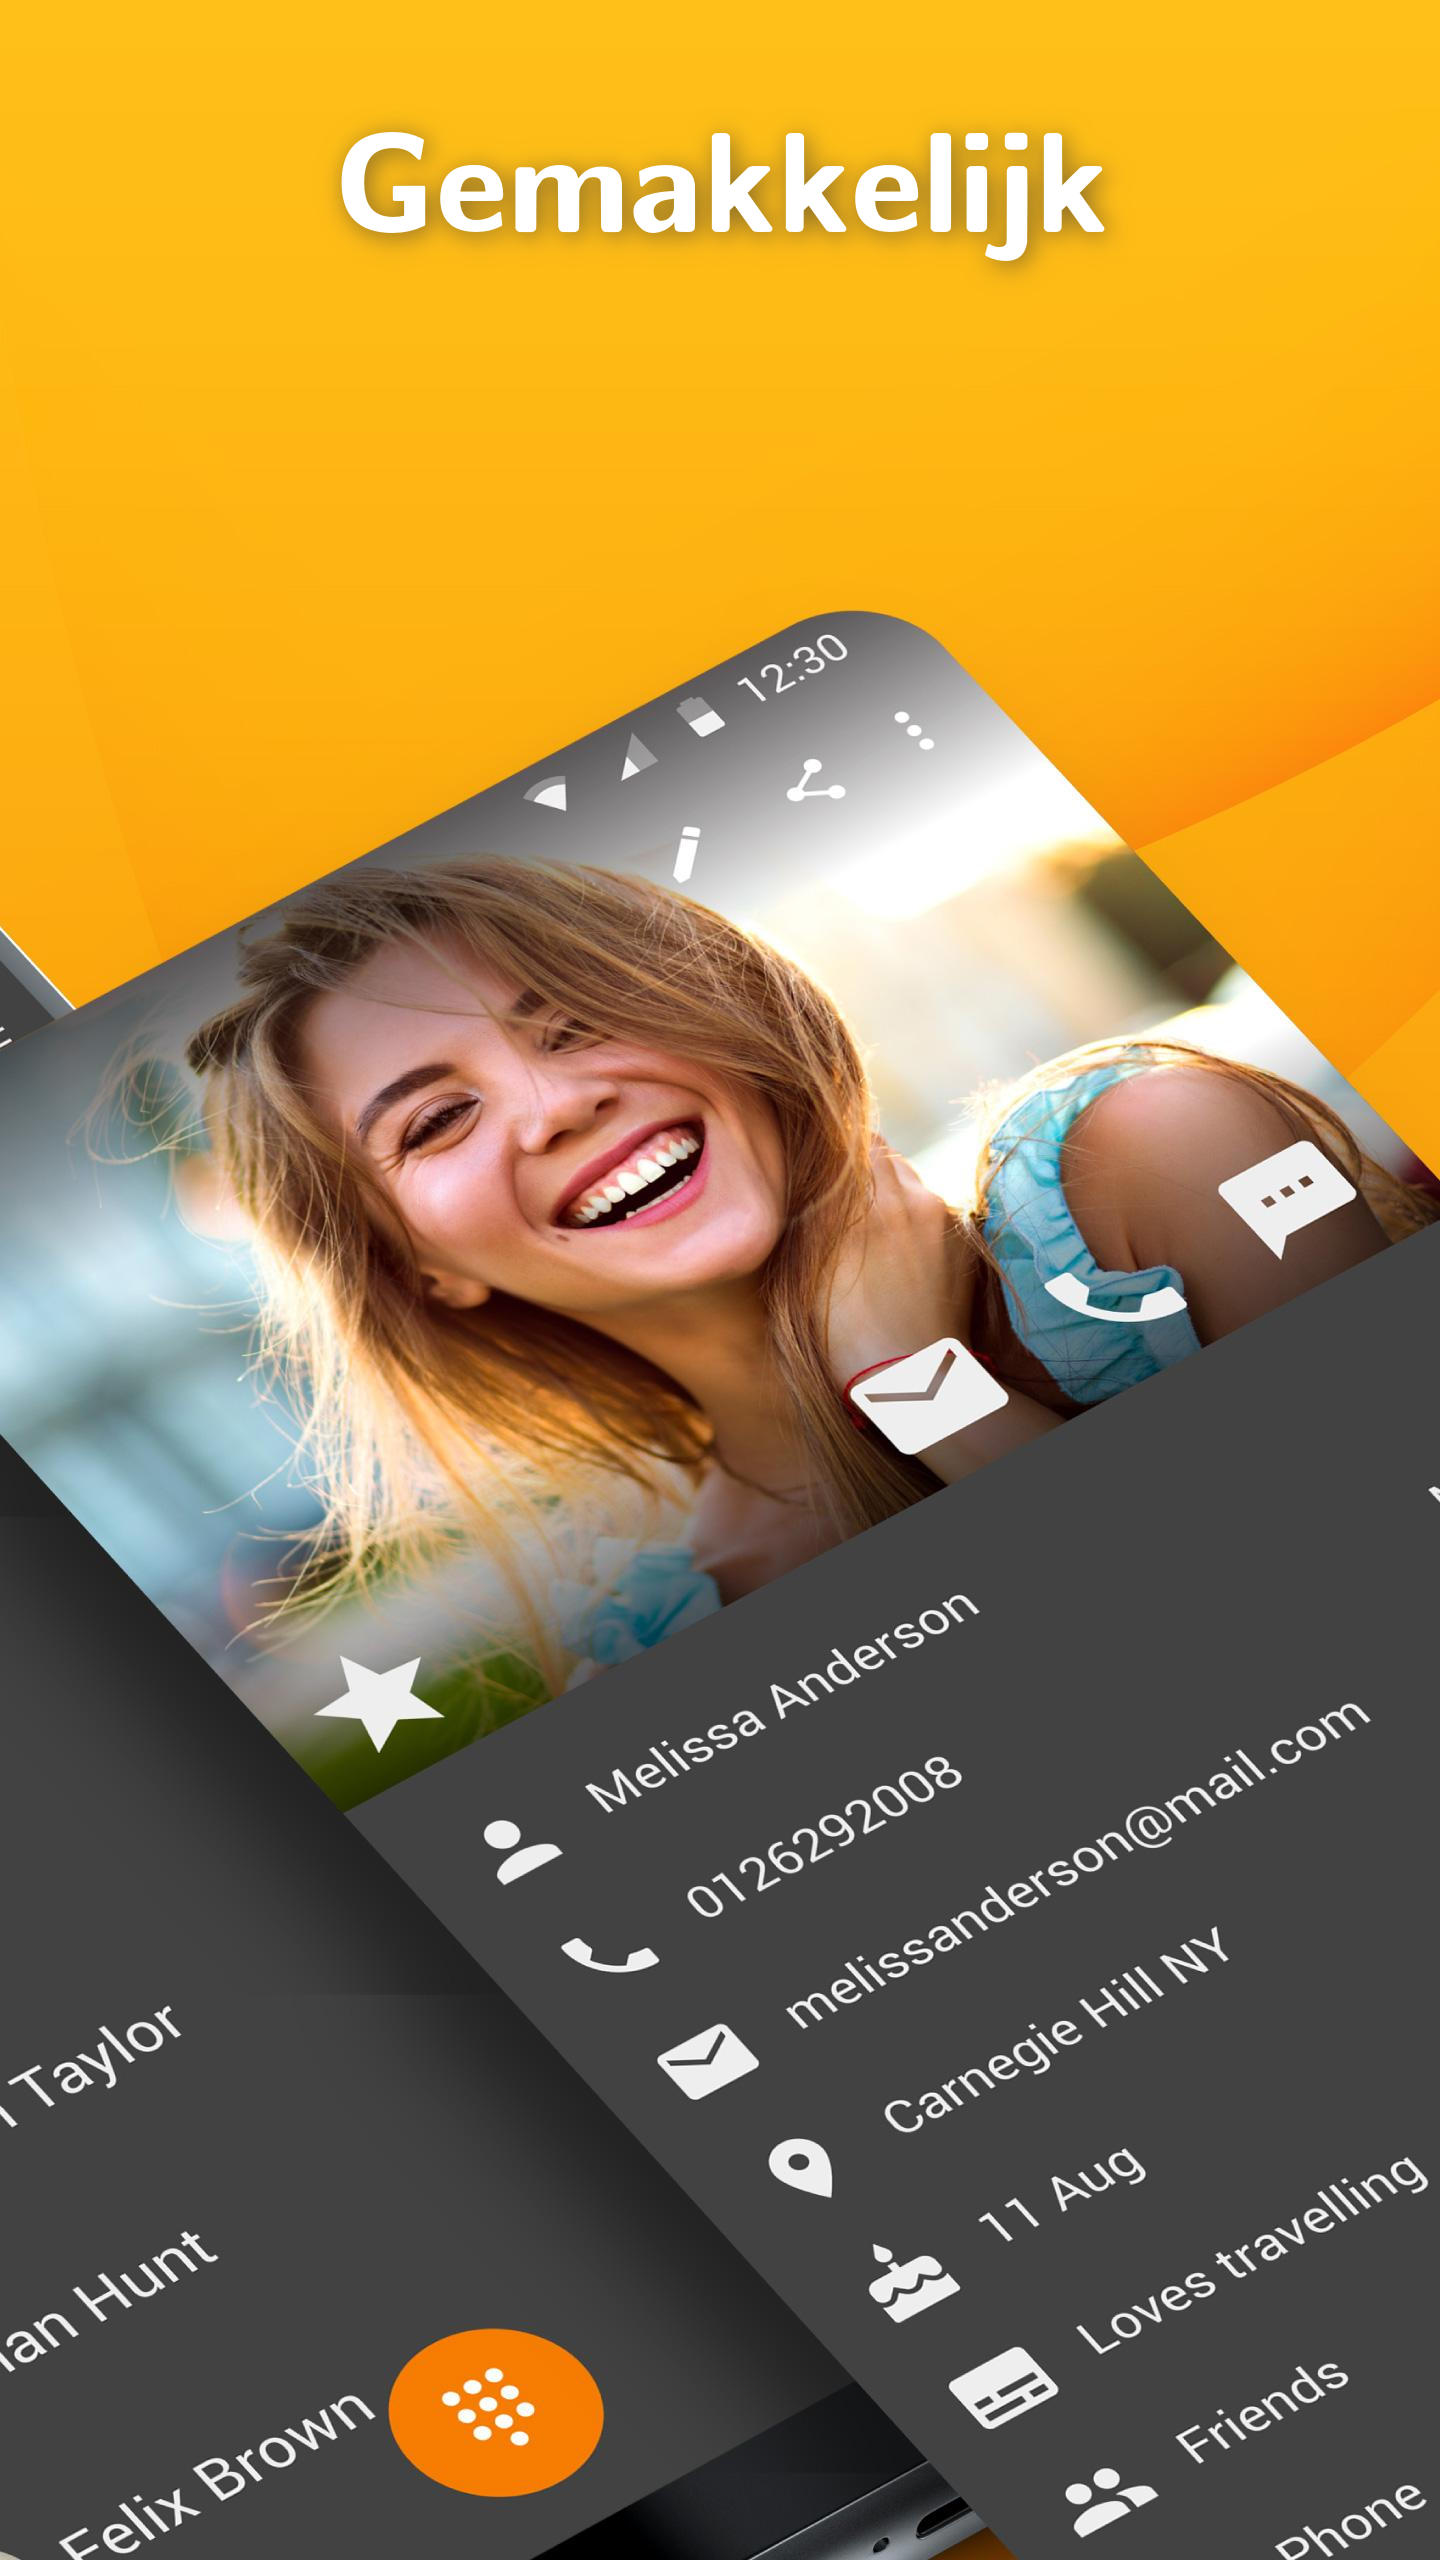 Gemakkelijk
12:30
Melissa Anderson
0126292008
melissanderson@mail.com
Carnegie Hill NY
11 Aug
Loves travelling
Friends
Phone
Taylor
Hunt
Felix Brown